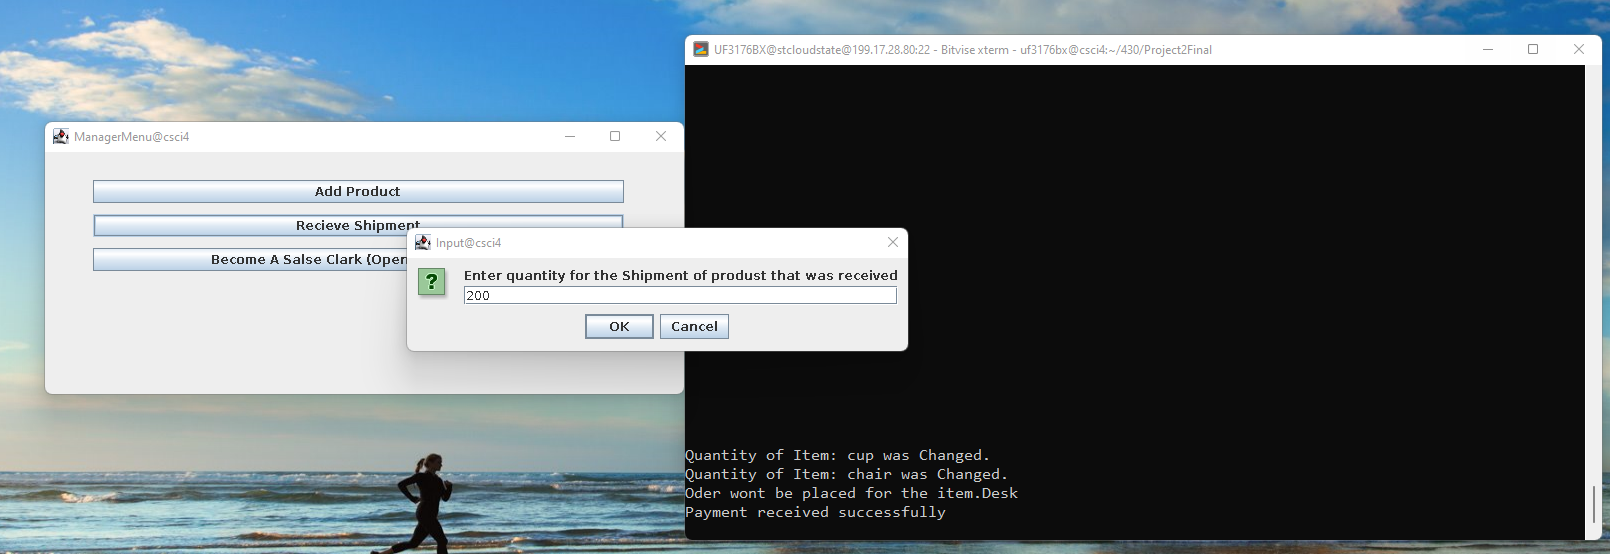 UF3176BX@stcloudstate@199.17.28.80:22 - Bitvise xterm - uf3176bx@csci4:~/430/Project2Final
ManagerMenu@csci4
Add Product
Recieve Shipment
Become A Salse Clark (Oper
Input@csci4
Enter quantity for the Shipment of produst that was received
200
OK
Cancel
Quantity of Item: cup was Changed.
Quantity of Item: chair was Changed.
Oder wont be placed for the item.Desk
Payment received successfully